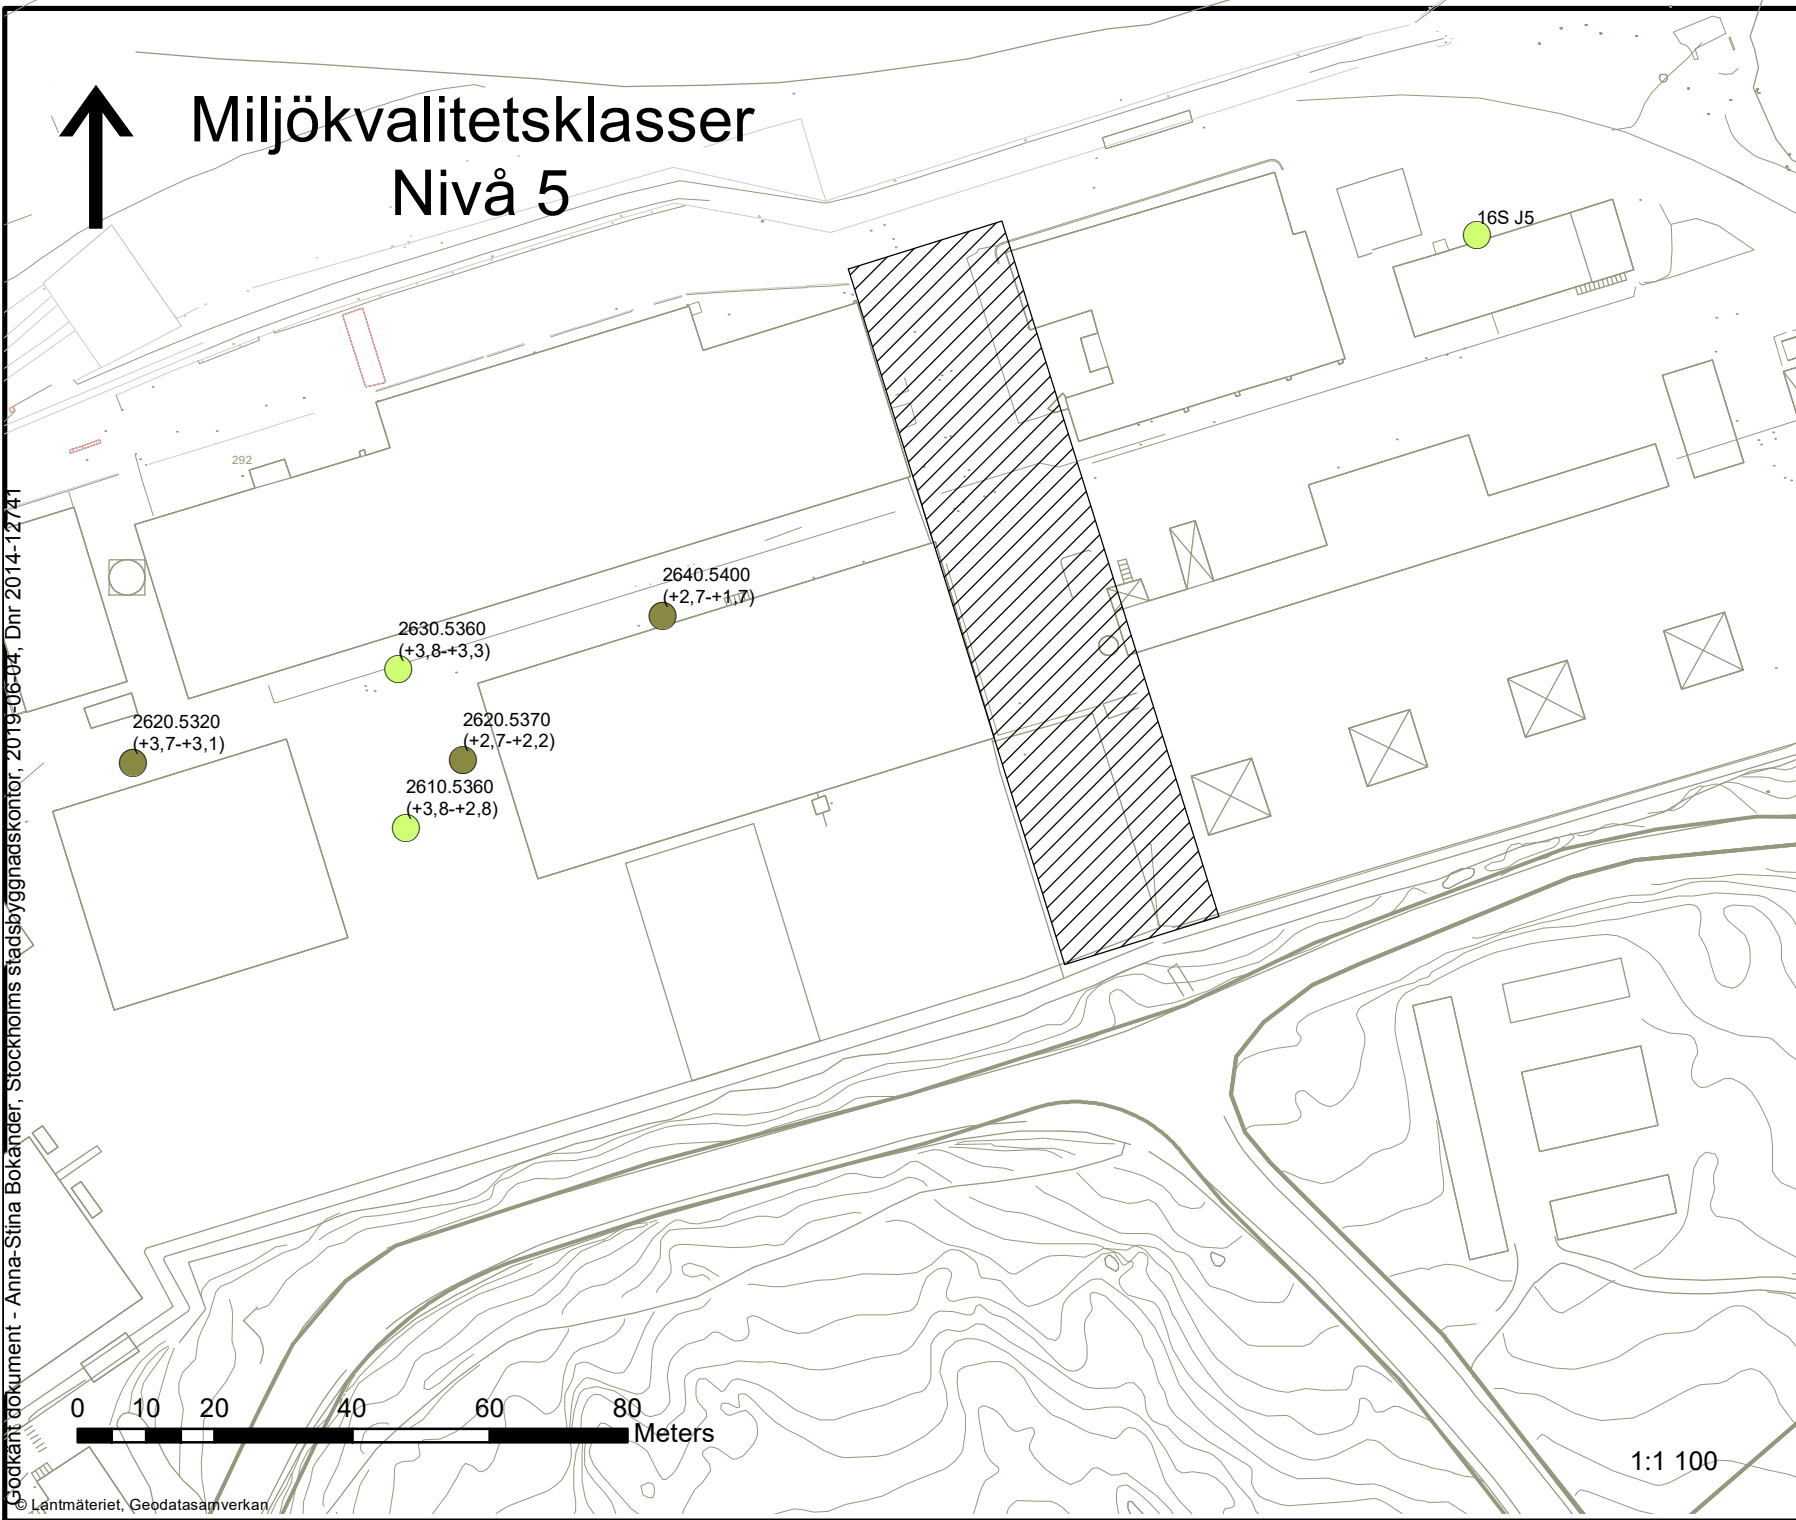 Miljökvalitetsklasser
Nivå 5
16S J5
292
2640.5400
(+2,7-+1,7)
2630.5360
(+3,8-+3,3)
2620.5320
(+3,7-+3,1)
2620.5370
(+2,7-+2,2)
2610.5360
(+3,8-+2,8)
Godkänt dokument - Anna-Stina Bokander, Stockholms stadsbyggnadskontor, 2019-06-04, Dnr 2014-12741
0 10 20 40 60 80
Meters
1:1 100
© Lantmäteriet, Geodatasamverkan